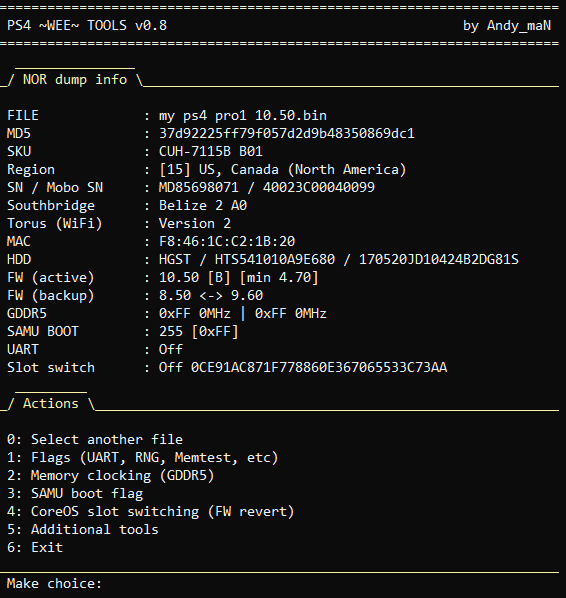 PS4 ~WEE~ TOOLS v0.8 by Andy_maN
/ NOR dump info \
FILE : my ps4 pro1 10.50.bin
MD5 : 37d92225ff79f057d2d9b48350869dc1
SKU : CUH-7115B B01
Region : [15] US, Canada (North America)
SN / Mobo SN : MD85698071 / 40023C00040099
Southbridge : Belize 2 A0
Torus (WiFi) : Version 2
MAC : F8:46:1C:C2:1B:20
HDD : HGST / HTS541010A9E680 / 170520JD10424B2DG81S
FW (active) : 10.50 [B] [min 4.70]
FW (backup) : 8.50 <-> 9.60
GDDR5 : 0xFF 0MHz | 0xFF 0MHz
SAMU BOOT : 255 [0xFF]
UART : Off
Slot switch : Off 0CE91AC871F778860E367065533C73AA
/ Actions \
0: Select another file
1: Flags (UART, RNG, Memtest, etc)
2: Memory clocking (GDDR5)
3: SAMU boot flag
4: CoreOS slot switching (FW revert)
5: Additional tools
6: Exit
Make choice: